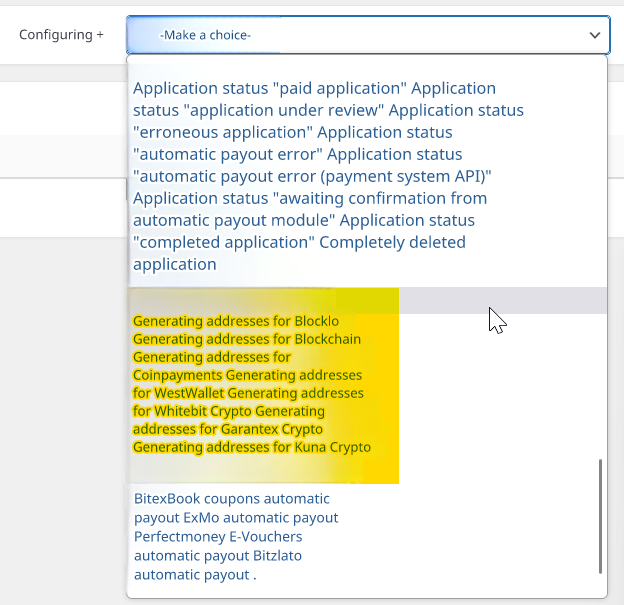 Configuring +
-Make a choice-
Application status "paid application" Application
status "application under review" Application status
"erroneous application" Application status
"automatic payout error" Application status
"automatic payout error (payment system API)"
Application status "awaiting confirmation from
automatic payout module" Application status
"completed application" Completely deleted
application
Generating addresses for Blocklo
Generating addresses for Blockchain
Generating addresses for
Coinpayments Generating addresses
for WestWallet Generating addresses
for Whitebit Crypto Generating
addresses for Garantex Crypto
Generating addresses for Kuna Crypto
BitexBook coupons automatic
payout ExMo automatic payout
Perfectmoney E-Vouchers
automatic payout Bitzlato
automatic payout .